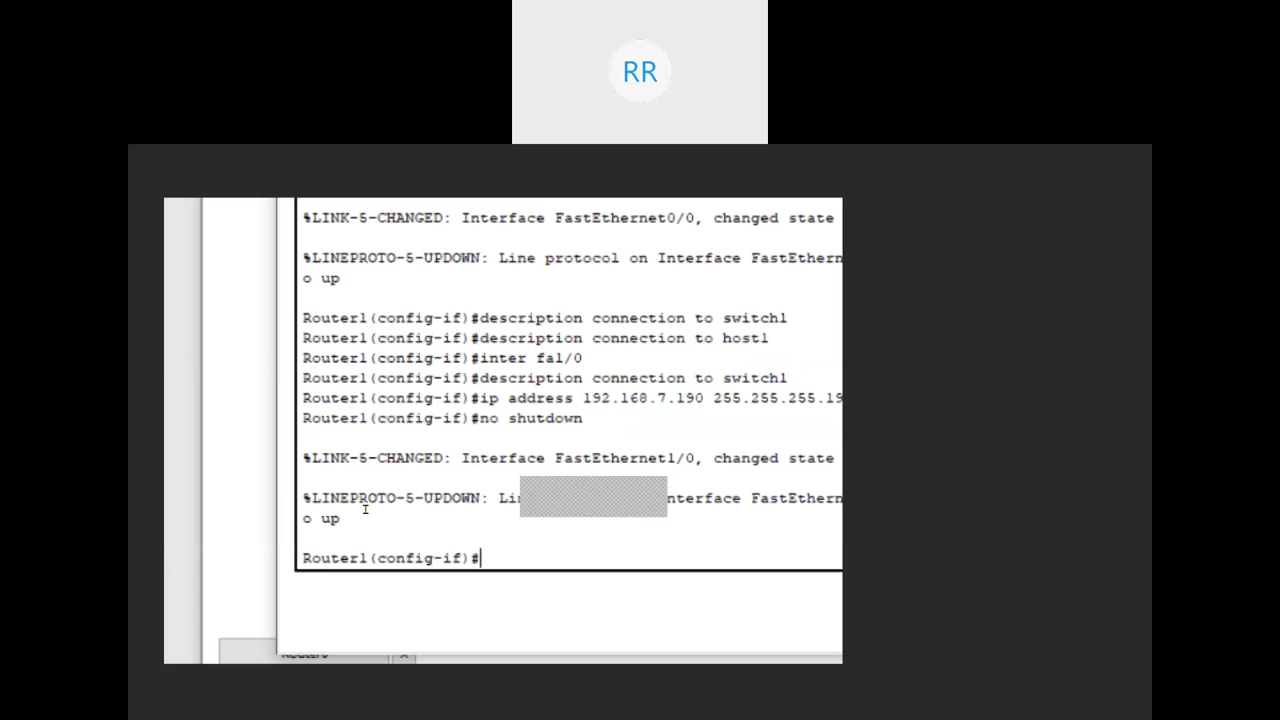 RR
%LINK-5-CHANGED: Interface FastEthernet0/0, changed state
%LINEPROTO-5-UPDOWN: Line protocol on Interface FastEthern
o up
Router1(config-if)#description connection to switch1
Router1(config-if)#description connection to host1
Router1(config-if)#inter fa1/0
Router1(config-if)#description connection to switch1
Router1(config-if)#ip address 192.168.7.190 255.255.255.19
Router1(config-if)#no shutdown
%LINK-5-CHANGED: Interface FastEthernet1/0, changed state
%LINEPROTO-5-UPDOWN: Li nterface FastEthern
o up
Router1(config-if)#